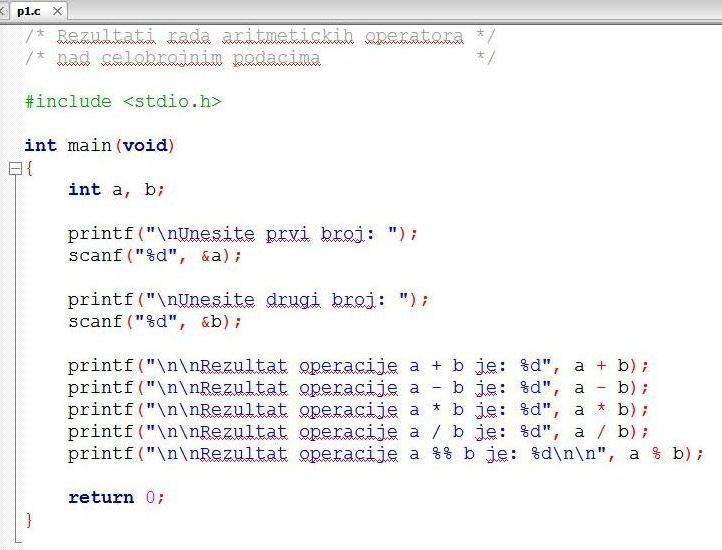 p1.c
/* Rezultati rada aritmetickih operatora */
/* nad celobrojnim podacima              */

#include <stdio.h>

int main(void)
{
    int a, b;

    printf("\nUnesite prvi broj: ");
    scanf("%d", &a);

    printf("\nUnesite drugi broj: ");
    scanf("%d", &b);

    printf("\n\nRezultat operacije a + b je: %d", a + b);
    printf("\n\nRezultat operacije a - b je: %d", a - b);
    printf("\n\nRezultat operacije a * b je: %d", a * b);
    printf("\n\nRezultat operacije a / b je: %d", a / b);
    printf("\n\nRezultat operacije a %% b je: %d\n\n", a % b);

    return 0;
}